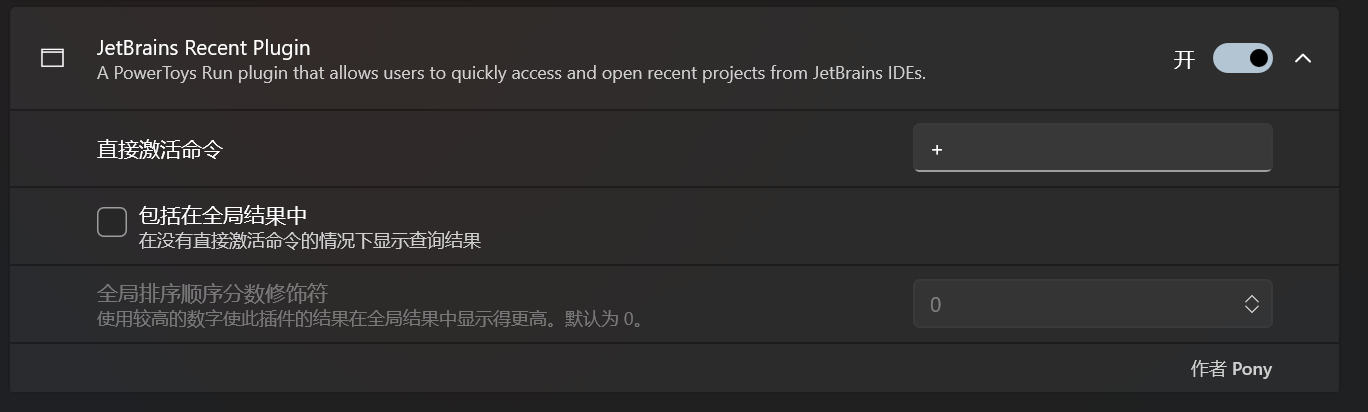 JetBrains Recent Plugin
A PowerToys Run plugin that allows users to quickly access and open recent projects from JetBrains IDEs.
开
直接激活命令
+
包括在全局结果中
在没有直接激活命令的情况下显示查询结果
全局排序顺序分数修饰符
使用较高的数字使此插件的结果在全局结果中显示得更高。默认为 0。
0
作者 Pony